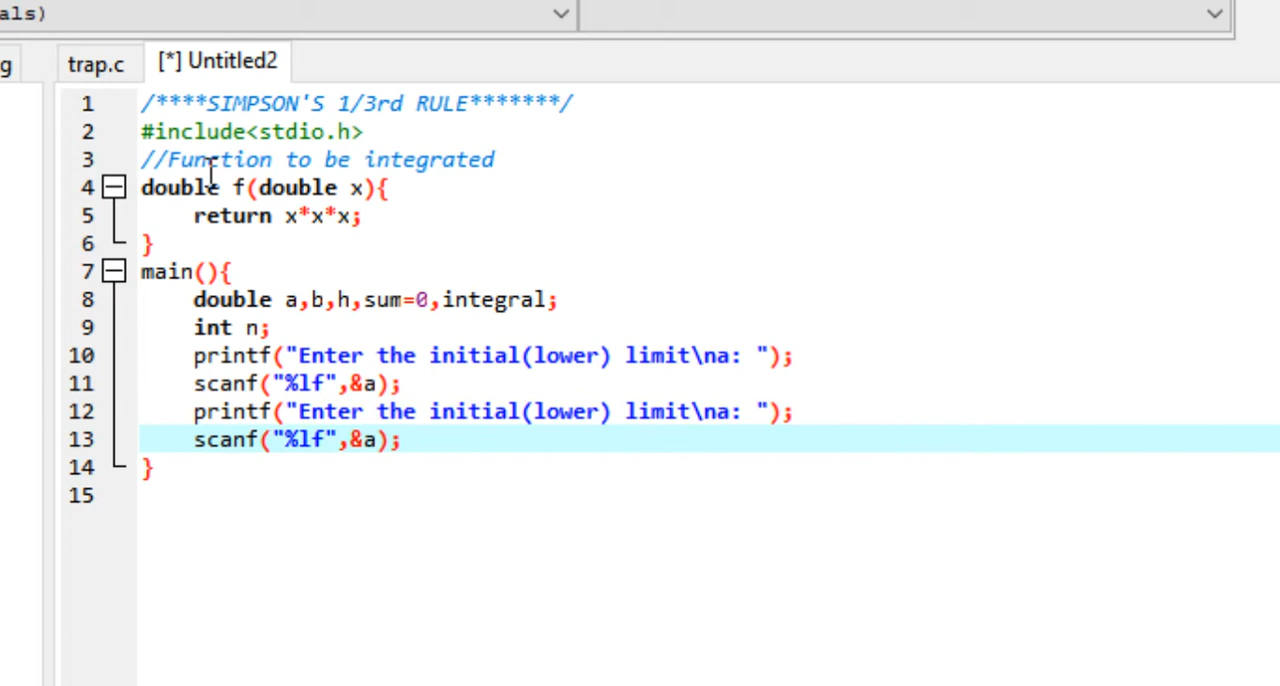 als)
g trap.c [*] Untitled2
1 /****SIMPSON'S 1/3rd RULE*******/
2 #include<stdio.h>
3 //Function to be integrated
4 double f(double x){
5 return x*x*x;
6 }
7 main(){
8 double a,b,h,sum=0,integral;
9 int n;
10 printf("Enter the initial(lower) limit\na: ");
11 scanf("%lf",&a);
12 printf("Enter the initial(lower) limit\na: ");
13 scanf("%lf",&a);
14 }
15